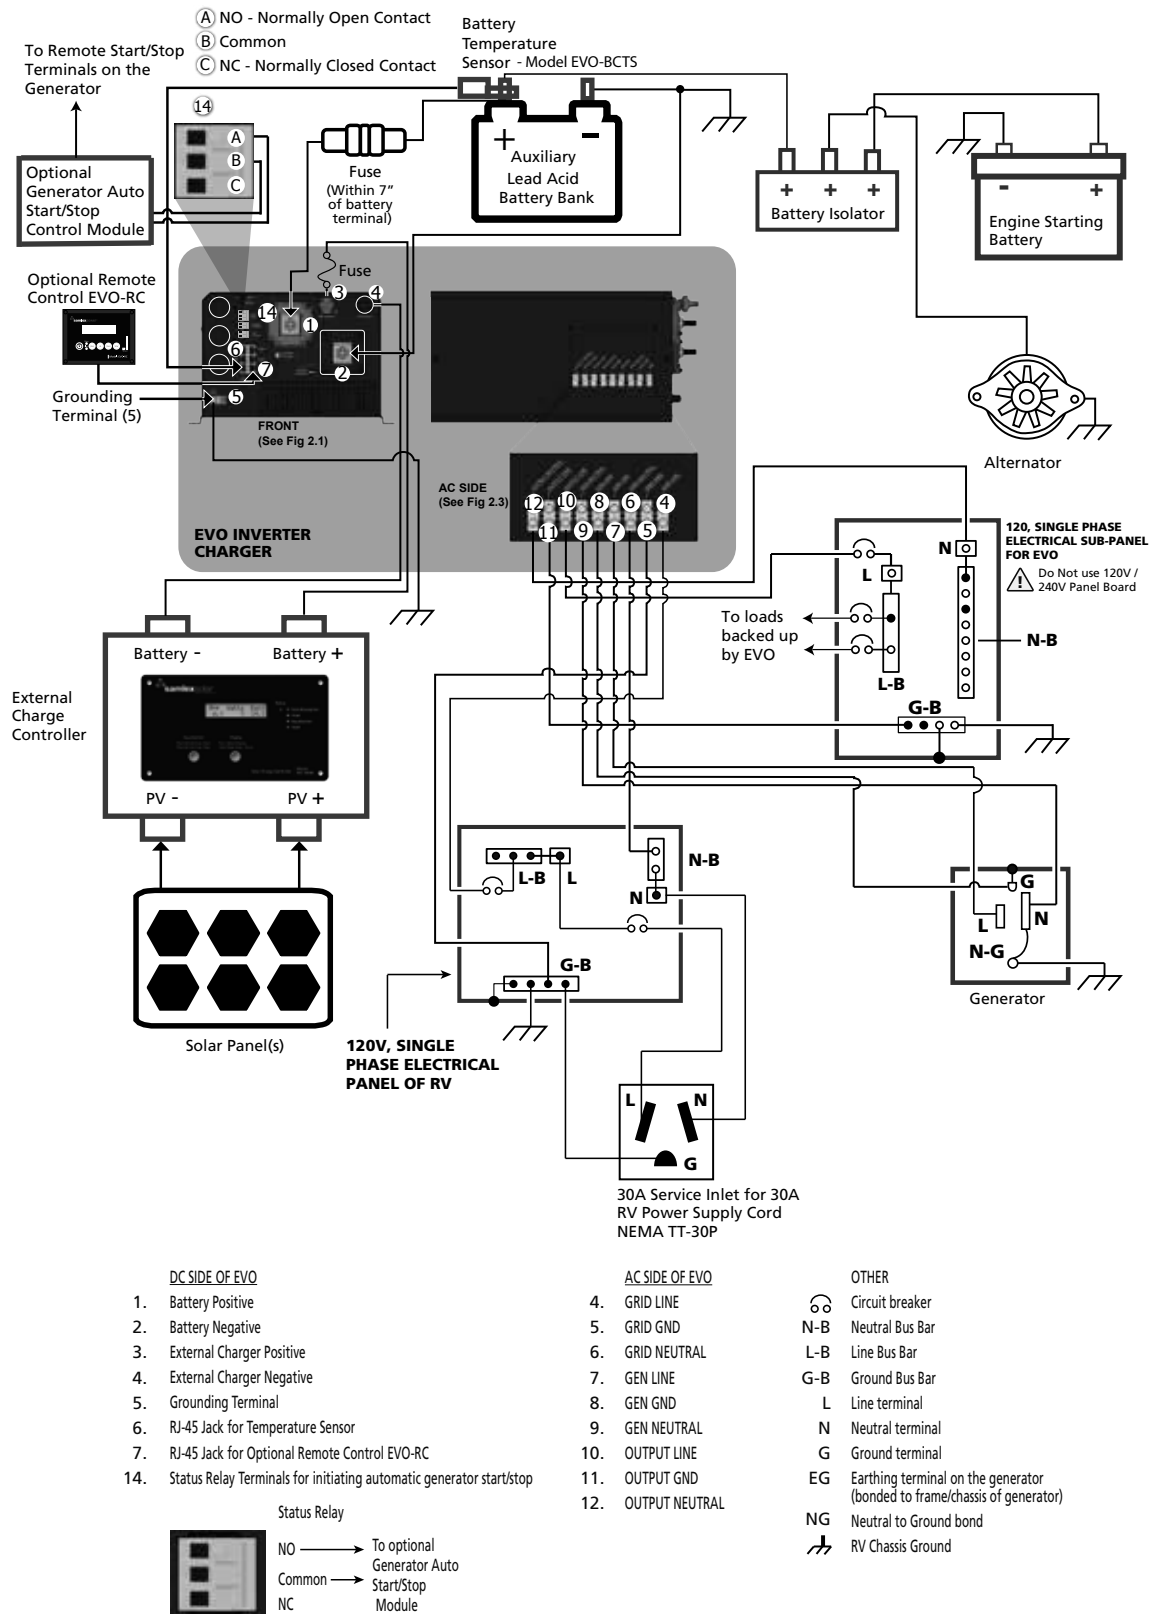 A NO - Normally Open Contact
B Common
C NC - Normally Closed Contact
To Remote Start/Stop
Terminals on the
Generator
Battery
Temperature
Sensor - Model EVO-BCTS
14
A
B
C
Optional
Generator Auto
Start/Stop
Control Module
Fuse
(Within 7”
of battery
terminal)
+ -
Auxiliary
Lead Acid
Battery Bank
+ + +
Battery Isolator
- +
Engine Starting
Battery
Optional Remote
Control EVO-RC
Fuse
3 4
14 1
6
7 2
5
Grounding
Terminal (5)
FRONT
(See Fig 2.1)
Alternator
AC SIDE
(See Fig 2.3)
12 10 8 6 4
11 9 7 5
EVO INVERTER
CHARGER
120, SINGLE PHASE
ELECTRICAL SUB-PANEL
FOR EVO
! Do Not use 120V /
240V Panel Board
N
L
To loads
backed up
by EVO
N-B
L-B
G-B
Battery - Battery +
External
Charge
Controller
samlex
PV - PV +
Solar Panel(s)
L-B L
N-B
N
G-B
120V, SINGLE
PHASE ELECTRICAL
PANEL OF RV
G
L N
N-G
Generator
L N
G
30A Service Inlet for 30A
RV Power Supply Cord
NEMA TT-30P
DC SIDE OF EVO
1. Battery Positive
2. Battery Negative
3. External Charger Positive
4. External Charger Negative
5. Grounding Terminal
6. RJ-45 Jack for Temperature Sensor
7. RJ-45 Jack for Optional Remote Control EVO-RC
14. Status Relay Terminals for initiating automatic generator start/stop
Status Relay
NO
Common
NC
To optional
Generator Auto
Start/Stop
Module
AC SIDE OF EVO
4. GRID LINE
5. GRID GND
6. GRID NEUTRAL
7. GEN LINE
8. GEN GND
9. GEN NEUTRAL
10. OUTPUT LINE
11. OUTPUT GND
12. OUTPUT NEUTRAL
OTHER
Circuit breaker
N-B Neutral Bus Bar
L-B Line Bus Bar
G-B Ground Bus Bar
L Line terminal
N Neutral terminal
G Ground terminal
EG Earthing terminal on the generator
(bonded to frame/chassis of generator)
NG Neutral to Ground bond
RV Chassis Ground